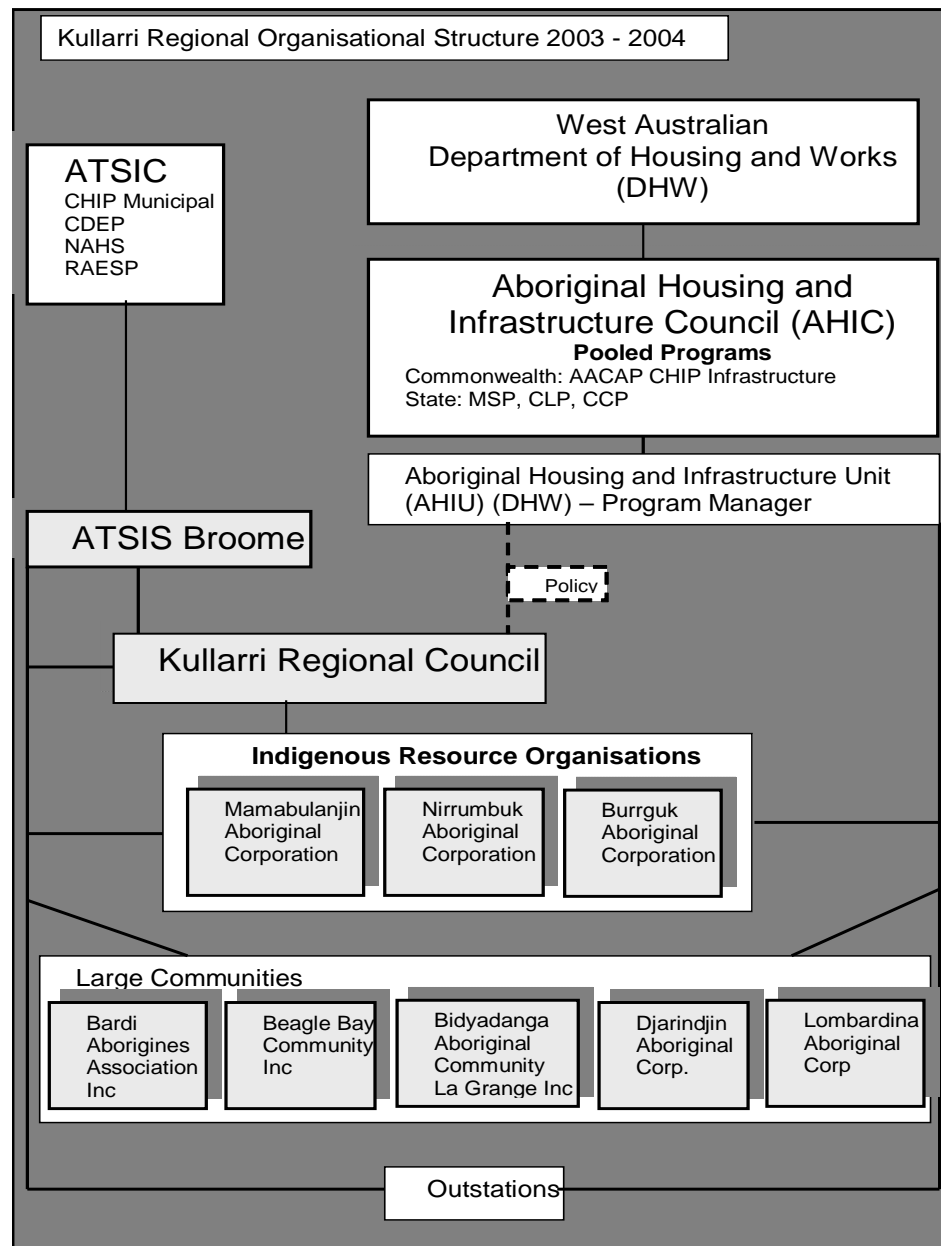 Kullarri Regional Organisational Structure 2003 - 2004
ATSIC
CHIP Municipal
CDEP
NAHS
RAESP
West Australian
Department of Housing and Works
(DHW)
Aboriginal Housing and
Infrastructure Council (AHIC)
Pooled Programs
Commonwealth: AACAP CHIP Infrastructure
State: MSP, CLP, CCP
Aboriginal Housing and Infrastructure Unit
(AHIU) (DHW) – Program Manager
ATSIS Broome
Policy
Kullarri Regional Council
Indigenous Resource Organisations
Mamabulanjin
Aboriginal
Corporation
Nirrumbuk
Aboriginal
Corporation
Burrguk
Aboriginal
Corporation
Large Communities
Bardi
Aborigines
Association
Inc
Beagle Bay
Community
Inc
Bidyadanga
Aboriginal
Community
La Grange Inc
Djarindjin
Aboriginal
Corp.
Lombardina
Aboriginal
Corp
Outstations